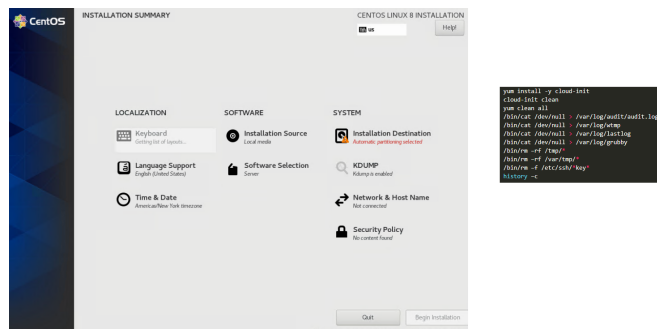 CentOS
INSTALLATION SUMMARY
CENTOS LINUX 8 INSTALLATION
us
Help!
LOCALIZATION
Keyboard
Getting list of layouts...
Language Support
English (United States)
Time & Date
Americas/New York timezone
SOFTWARE
Installation Source
Local media
Software Selection
Server
SYSTEM
Installation Destination
Automatic partitioning selected
KDUMP
Kdump is enabled
Network & Host Name
Not connected
Security Policy
No content found
Quit
Begin Installation
yum install -y cloud-init
cloud-init clean
yum clean all
/bin/cat /dev/null > /var/log/audit/audit.log
/bin/cat /dev/null > /var/log/wtmp
/bin/cat /dev/null > /var/log/lastlog
/bin/cat /dev/null > /var/log/grubby
/bin/rm -rf /tmp/*
/bin/rm -rf /var/tmp/*
/bin/rm -f /etc/ssh/*key*
history -c